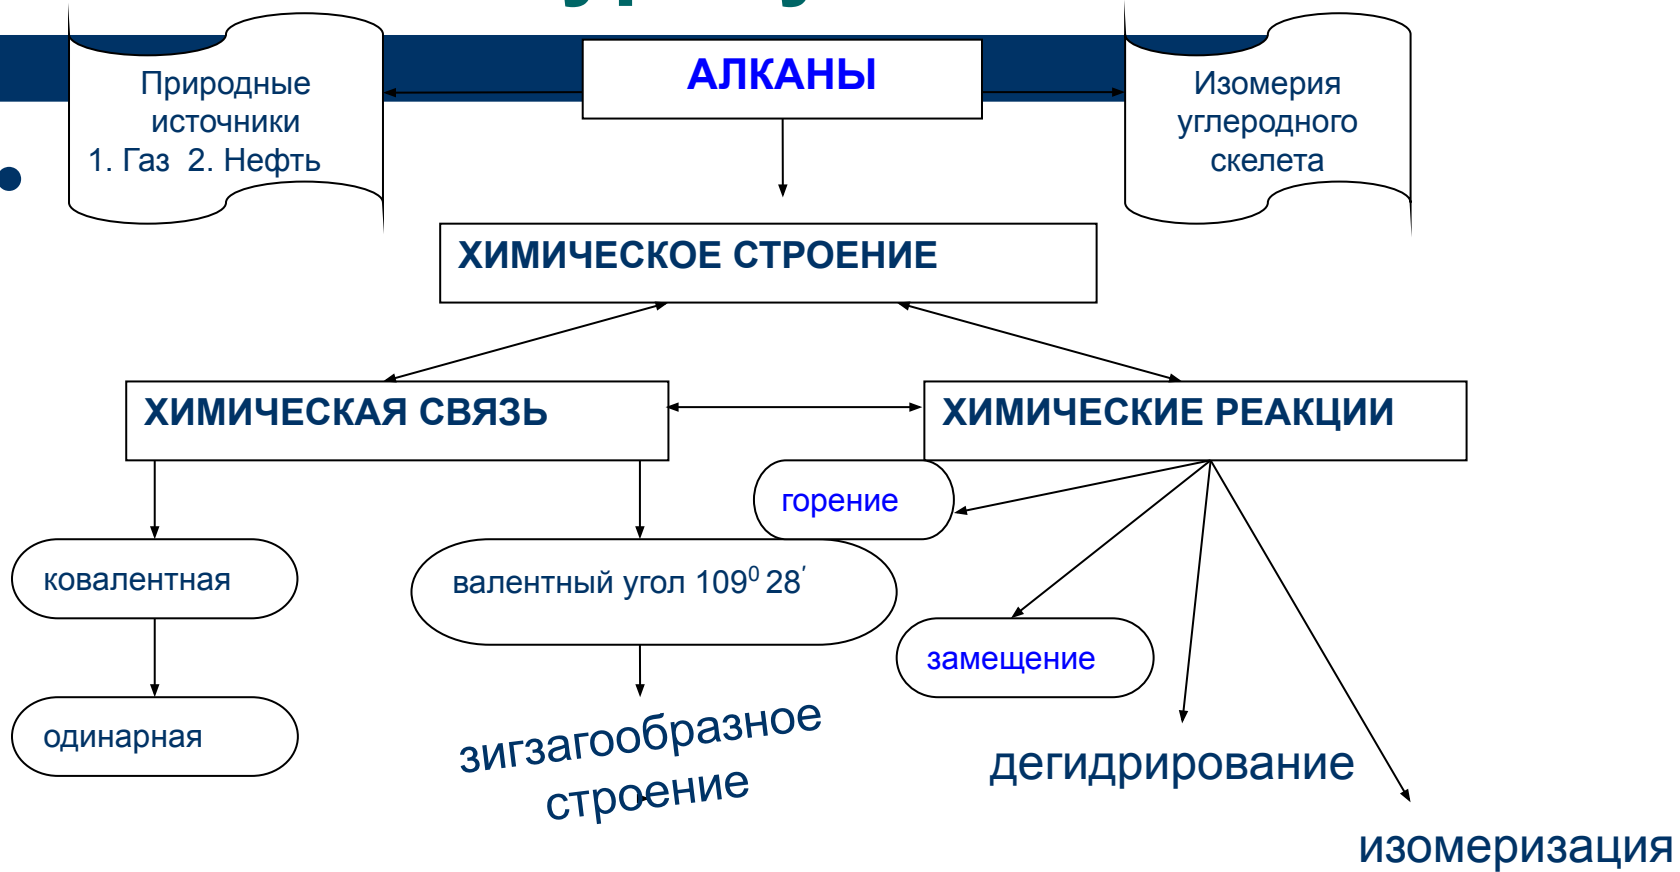 АЛКАНЫ
Природные
источники
1. Газ 2. Нефть
Изомерия
углеродного
скелета
ХИМИЧЕСКОЕ СТРОЕНИЕ
ХИМИЧЕСКАЯ СВЯЗЬ
ХИМИЧЕСКИЕ РЕАКЦИИ
горение
ковалентная
валентный угол 109⁰ 28′
замещение
одинарная
зигзагообразное
строение
дегидрирование
изомеризация